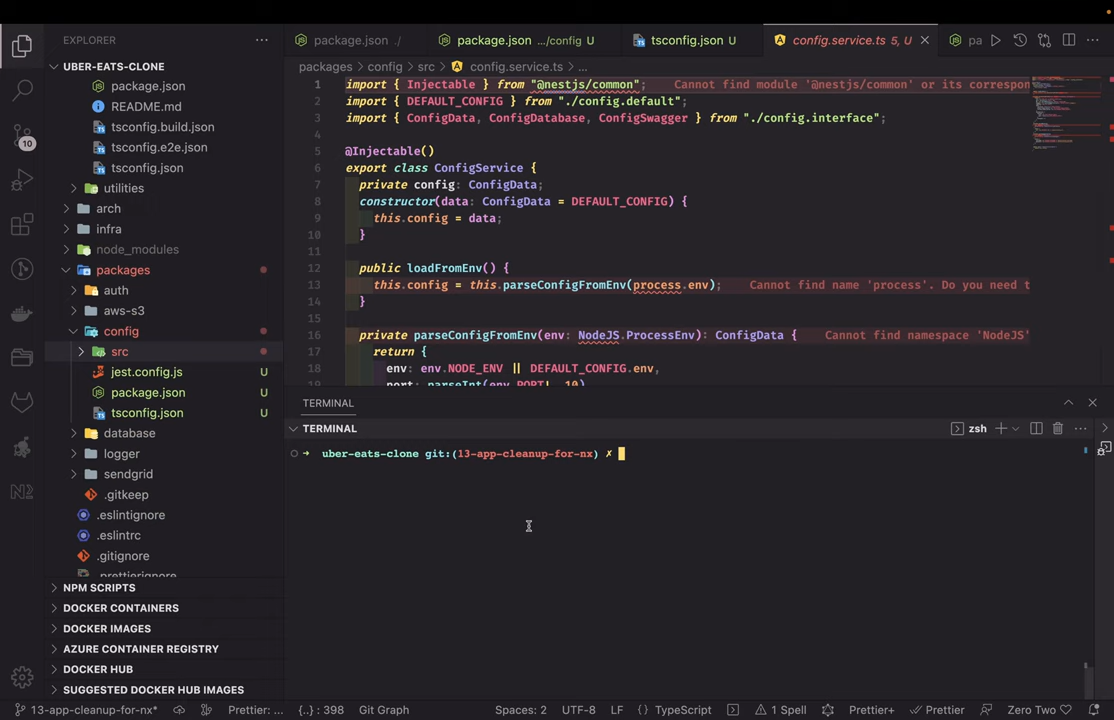 EXPLORER
UBER-EATS-CLONE
package.json
README.md
tsconfig.build.json
tsconfig.e2e.json
tsconfig.json
utilities
arch
infra
node_modules
packages
auth
aws-s3
config
src
jest.config.js U
package.json U
tsconfig.json U
database
logger
sendgrid
.gitkeep
.eslintignore
.eslintrc
.gitignore
.prettierignore
NPM SCRIPTS
DOCKER CONTAINERS
DOCKER IMAGES
AZURE CONTAINER REGISTRY
DOCKER HUB
SUGGESTED DOCKER HUB IMAGES
10
package.json ./ package.json .../config U tsconfig.json U config.service.ts 5, U pa
packages > config > src > config.service.ts > ...
1 import { Injectable } from "@nestjs/common"; Cannot find module '@nestjs/common' or its correspon
2 import { DEFAULT_CONFIG } from "./config.default";
3 import { ConfigData, ConfigDatabase, ConfigSwagger } from "./config.interface";
4
5 @Injectable()
6 export class ConfigService {
7 private config: ConfigData;
8 constructor(data: ConfigData = DEFAULT_CONFIG) {
9 this.config = data;
10 }
11
12 public loadFromEnv() {
13 this.config = this.parseConfigFromEnv(process.env); Cannot find name 'process'. Do you need t
14 }
15
16 private parseConfigFromEnv(env: NodeJS.ProcessEnv): ConfigData { Cannot find namespace 'NodeJS'
17 return {
18 env: env.NODE_ENV || DEFAULT_CONFIG.env,
19 port: parseInt(env.PORT!, 10)
TERMINAL
TERMINAL zsh
→ uber-eats-clone git:(13-app-cleanup-for-nx) ✗
13-app-cleanup-for-nx* Prettier: ... {..} : 398 Git Graph Spaces: 2 UTF-8 LF {} TypeScript 1 Spell Prettier+ Prettier Zero Two